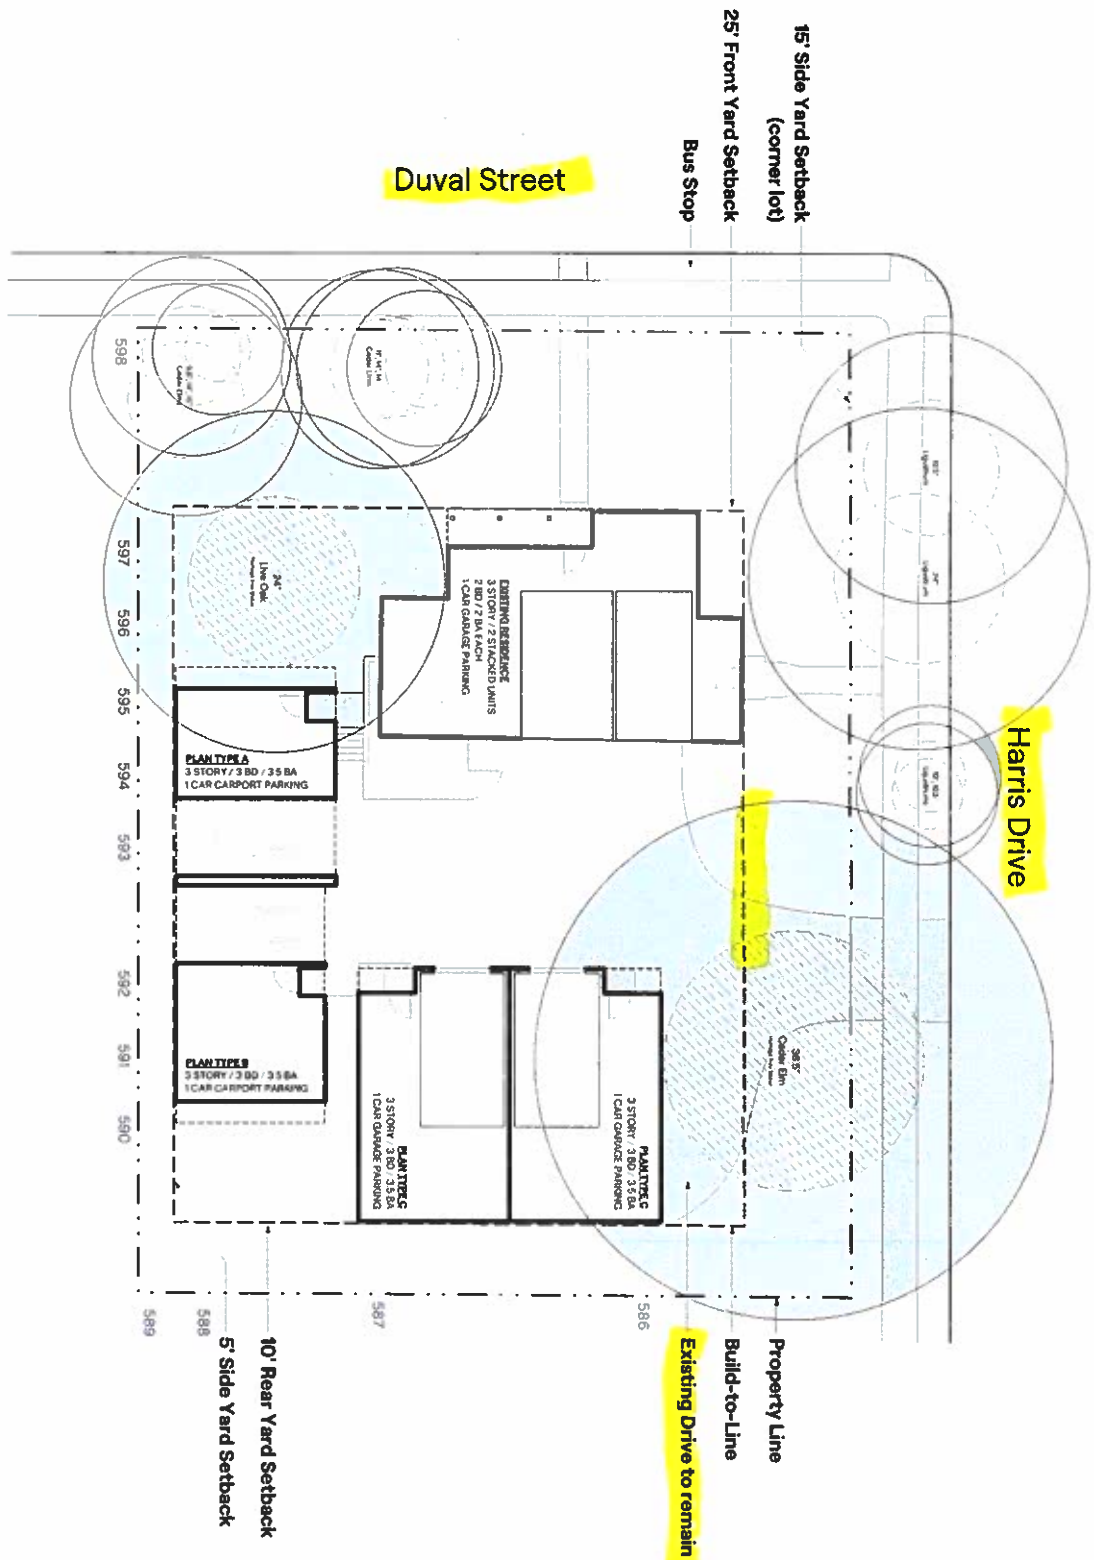 15' Side Yard Setback
(corner lot)
25' Front Yard Setback
Bus Stop
Duval Street
Harris Drive
Cedar Elm
Cedar Elm
24"
Live Oak
EXISTING RESIDENCE
3 STORY / 2 STACKED UNITS
2 BD / 2 BA EACH
1 CAR GARAGE PARKING
PLAN TYPE A
3 STORY / 3 BD / 3.5 BA
1 CAR CARPORT PARKING
PLAN TYPE B
3 STORY / 3 BD / 3.5 BA
1 CAR CARPORT PARKING
PLAN TYPE C
3 STORY / 3 BD / 3.5 BA
1 CAR GARAGE PARKING
PLAN TYPE C
3 STORY / 3 BD / 3.5 BA
1 CAR GARAGE PARKING
24"
Ligustrum
Cedar Elm
598
597
596
595
594
593
592
591
590
589
588
587
586
Property Line
Build-to-Line
Existing Drive to remain
10' Rear Yard Setback
5' Side Yard Setback